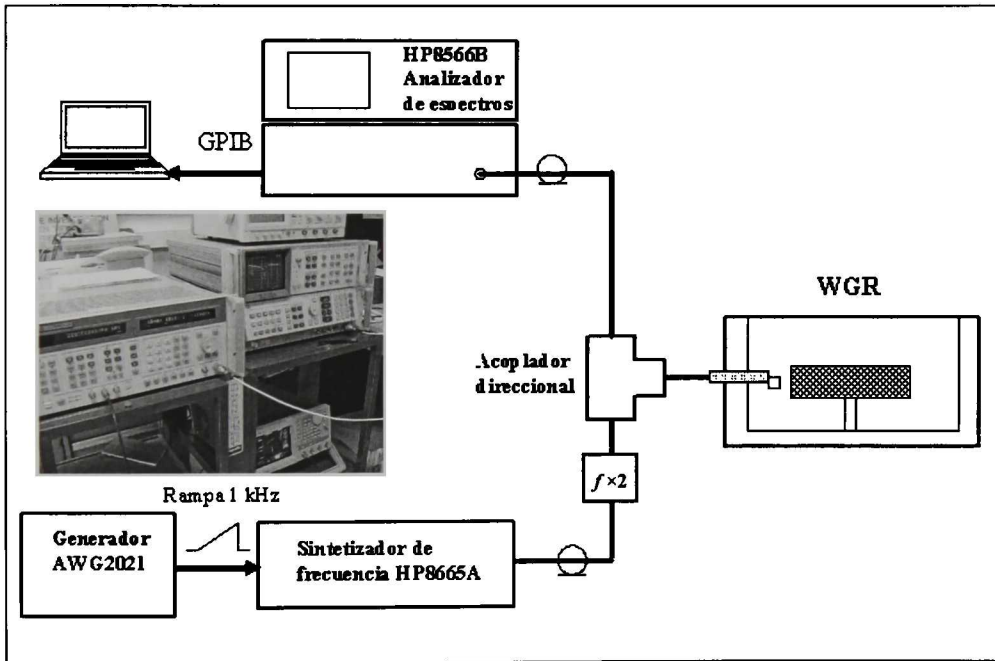 HP8566B
Analizador
de espectros
GPIB
WGR
Acoplador
direccional
f×2
Rampa 1 kHz
Generador
AWG2021
Sintetizador de
frecuencia HP8665A